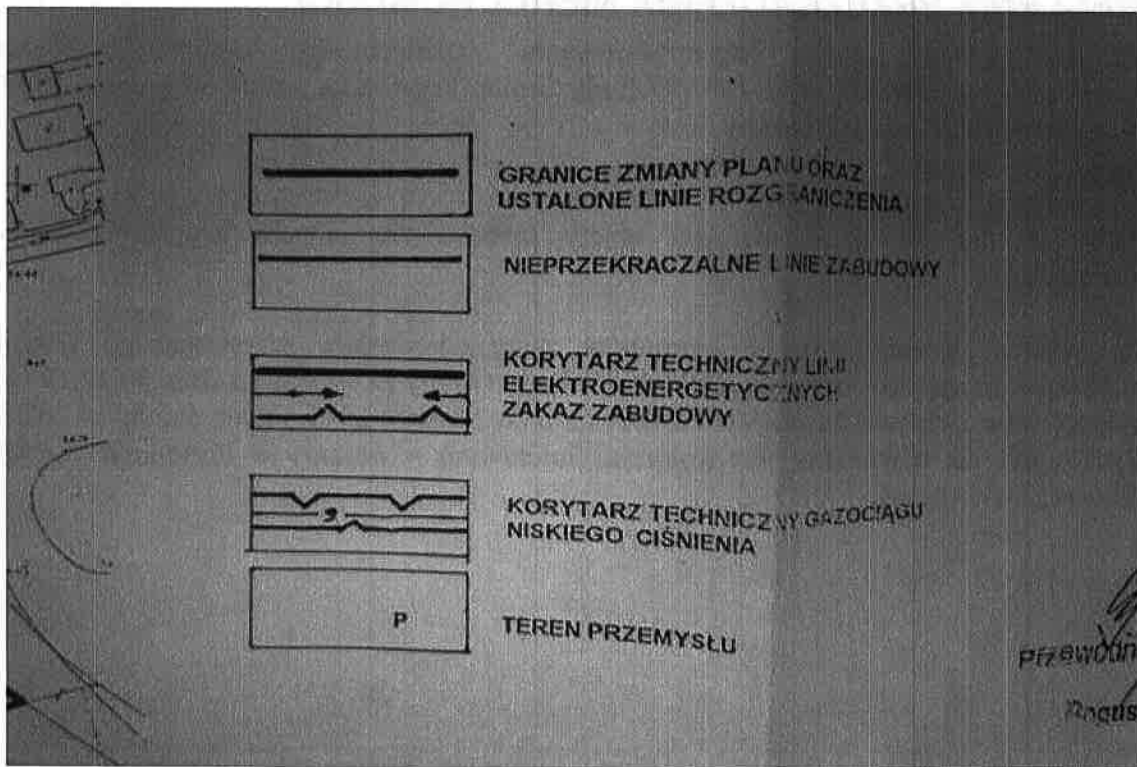 GRANICE ZMIANY PLANU ORAZ
USTALONE LINIE ROZGRANICZENIA
NIEPRZEKRACZALNE LINIE ZABUDOWY
KORYTARZ TECHNICZNY LINII
ELEKTROENERGETYCZNYCH
ZAKAZ ZABUDOWY
g
KORYTARZ TECHNICZNY GAZOCIĄGU
NISKIEGO CIŚNIENIA
P
TEREN PRZEMYSŁU
Przewodn